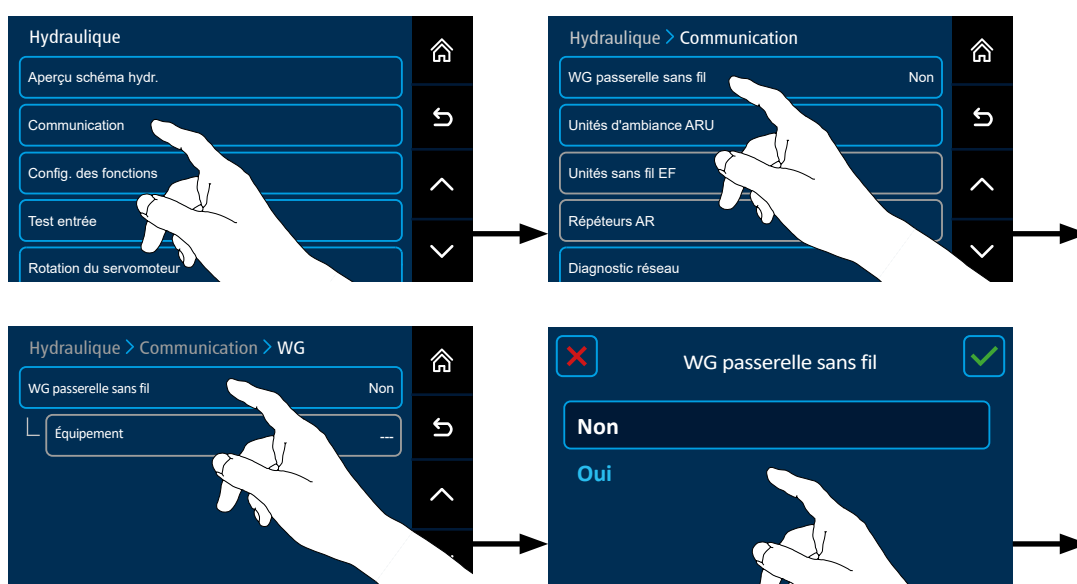 Hydraulique
Aperçu schéma hydr.
Communication
Config. des fonctions
Test entrée
Rotation du servomoteur
Hydraulique > Communication
WG passerelle sans fil Non
Unités d'ambiance ARU
Unités sans fil EF
Répéteurs AR
Diagnostic réseau
Hydraulique > Communication > WG
WG passerelle sans fil Non
Équipement ---
WG passerelle sans fil
Non
Oui